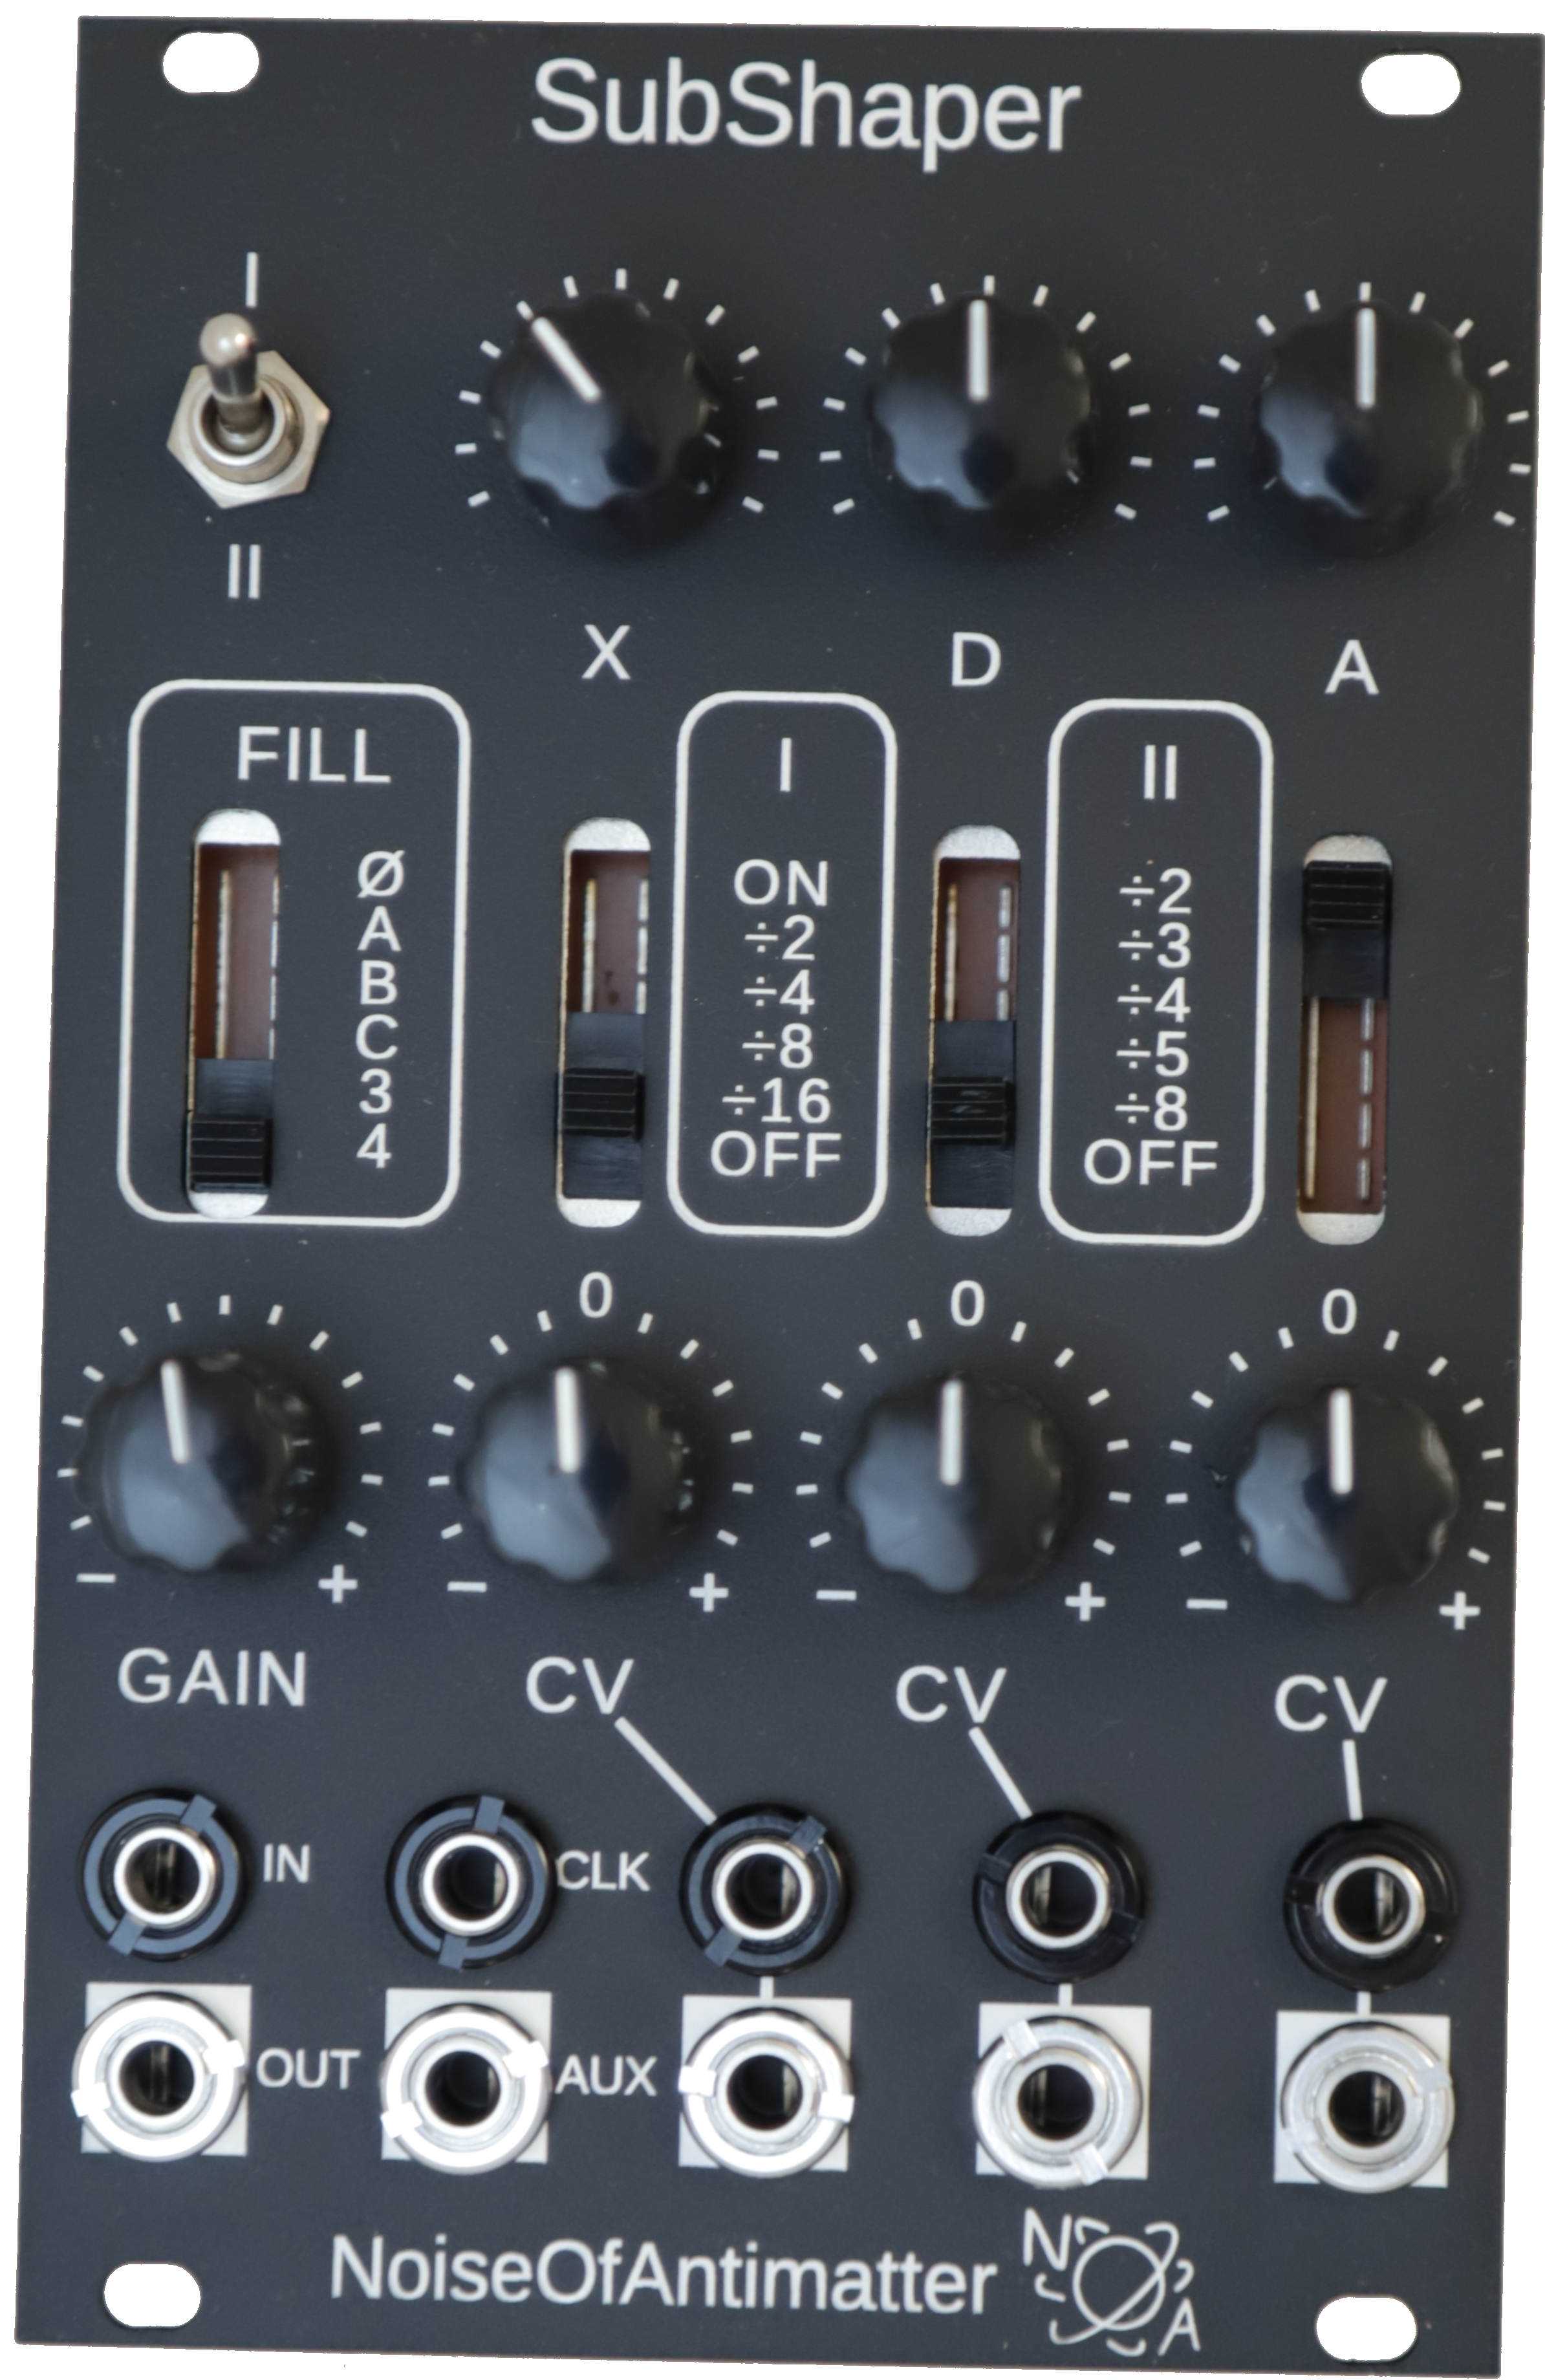 SubShaper
I
II
X
D
A
FILL
Ø
A
B
C
3
4
I
ON
÷2
÷4
÷8
÷16
OFF
II
÷2
÷3
÷4
÷5
÷8
OFF
0
0
0
− +
− +
− +
− +
GAIN
CV
CV
CV
IN
CLK
OUT
AUX
NoiseOfAntimatter
N
A